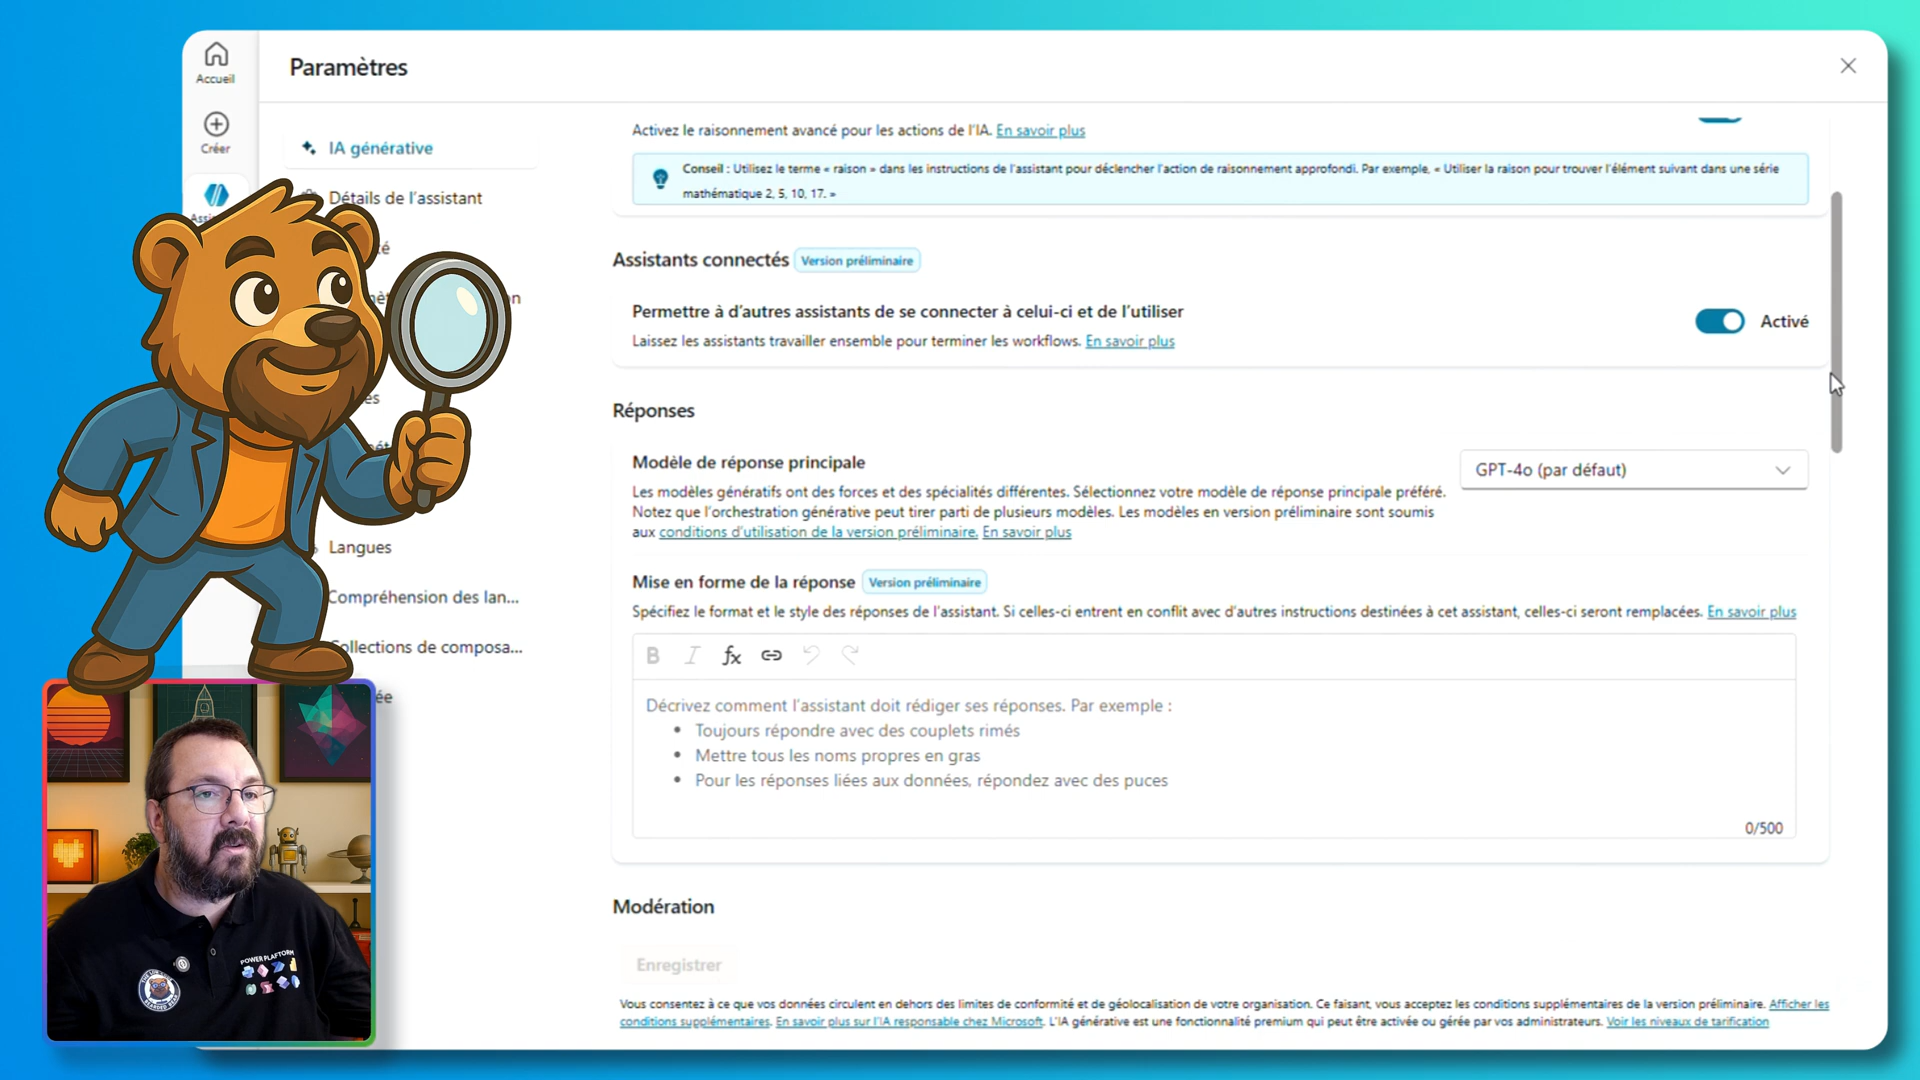 Accueil
Créer
Paramètres
IA générative
Détails de l'assistant
Langues
Compréhension des lan...
Collections de composa...
Activez le raisonnement avancé pour les actions de l'IA. En savoir plus
Conseil : Utilisez le terme « raison » dans les instructions de l'assistant pour déclencher l'action de raisonnement approfondi. Par exemple, « Utiliser la raison pour trouver l'élément suivant dans une série
mathématique 2, 5, 10, 17. »
Assistants connectés Version préliminaire
Permettre à d'autres assistants de se connecter à celui-ci et de l'utiliser
Laissez les assistants travailler ensemble pour terminer les workflows. En savoir plus
Activé
Réponses
Modèle de réponse principale
GPT-4o (par défaut)
Les modèles génératifs ont des forces et des spécialités différentes. Sélectionnez votre modèle de réponse principale préféré.
Notez que l'orchestration générative peut tirer parti de plusieurs modèles. Les modèles en version préliminaire sont soumis
aux conditions d'utilisation de la version préliminaire. En savoir plus
Mise en forme de la réponse Version préliminaire
Spécifiez le format et le style des réponses de l'assistant. Si celles-ci entrent en conflit avec d'autres instructions destinées à cet assistant, celles-ci seront remplacées. En savoir plus
B I fx
Décrivez comment l'assistant doit rédiger ses réponses. Par exemple :
• Toujours répondre avec des couplets rimés
• Mettre tous les noms propres en gras
• Pour les réponses liées aux données, répondez avec des puces
0/500
Modération
Enregistrer
Vous consentez à ce que vos données circulent en dehors des limites de conformité et de géolocalisation de votre organisation. Ce faisant, vous acceptez les conditions supplémentaires de la version préliminaire. Afficher les
conditions supplémentaires. En savoir plus sur l'IA responsable chez Microsoft. L'IA générative est une fonctionnalité premium qui peut être activée ou gérée par vos administrateurs. Voir les niveaux de tarification
POWER PLATFORM